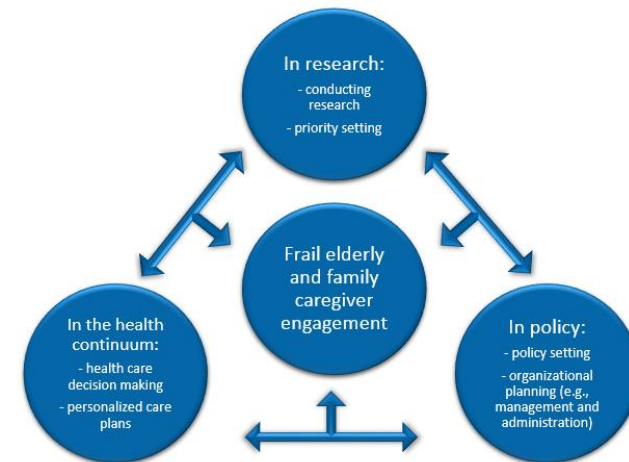 In research:
- conducting
research
- priority setting
Frail elderly
and family
caregiver
engagement
In the health
continuum:
- health care
decision making
- personalized care
plans
In policy:
- policy setting
- organizational
planning (e.g.,
management and
administration)